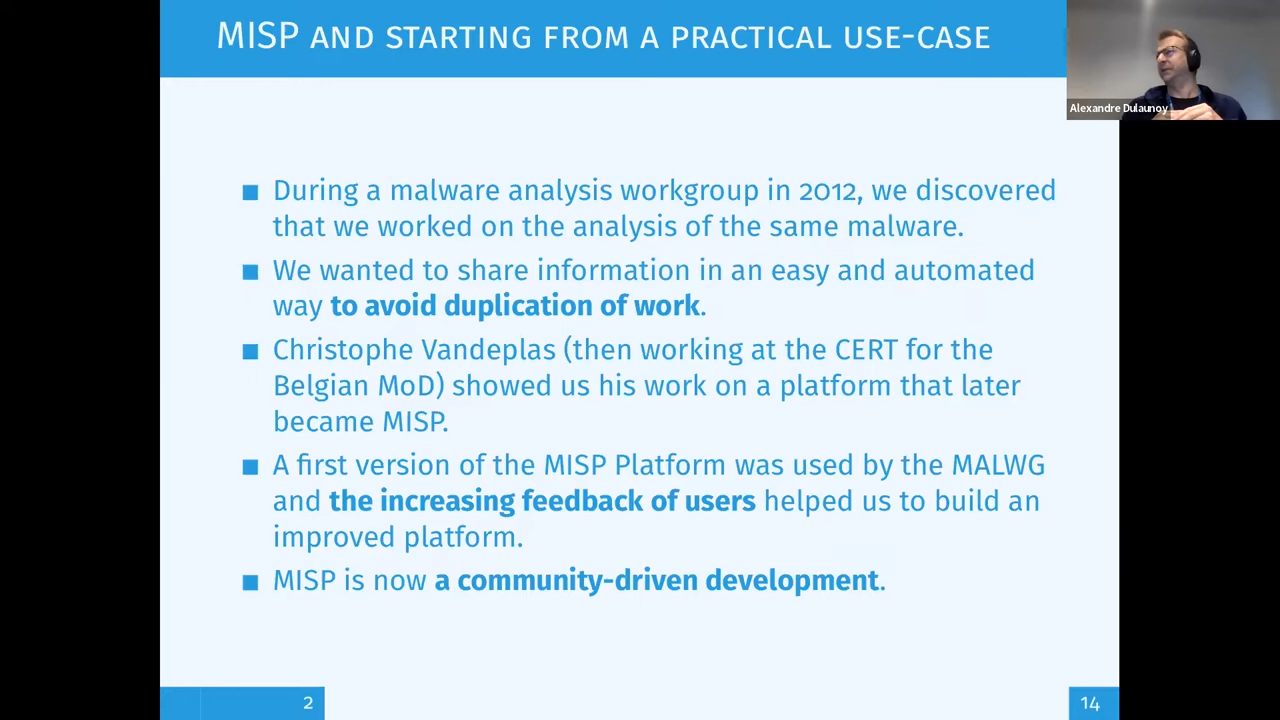 MISP AND STARTING FROM A PRACTICAL USE-CASE
Alexandre Dulaunoy
■ During a malware analysis workgroup in 2012, we discovered
that we worked on the analysis of the same malware.
■ We wanted to share information in an easy and automated
way to avoid duplication of work.
■ Christophe Vandeplas (then working at the CERT for the
Belgian MoD) showed us his work on a platform that later
became MISP.
■ A first version of the MISP Platform was used by the MALWG
and the increasing feedback of users helped us to build an
improved platform.
■ MISP is now a community-driven development.
2
14